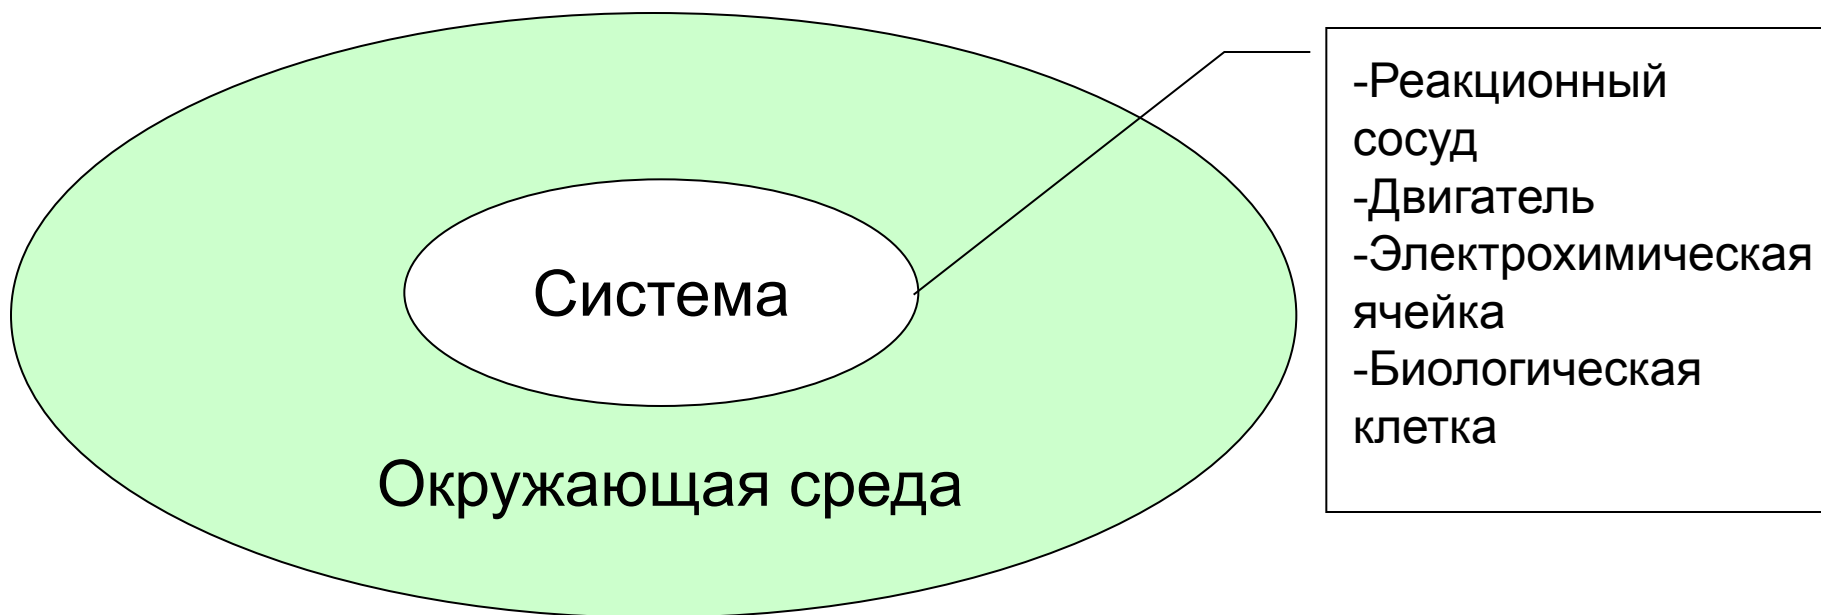 Система
Окружающая среда
-Реакционный
сосуд
-Двигатель
-Электрохимическая
ячейка
-Биологическая
клетка